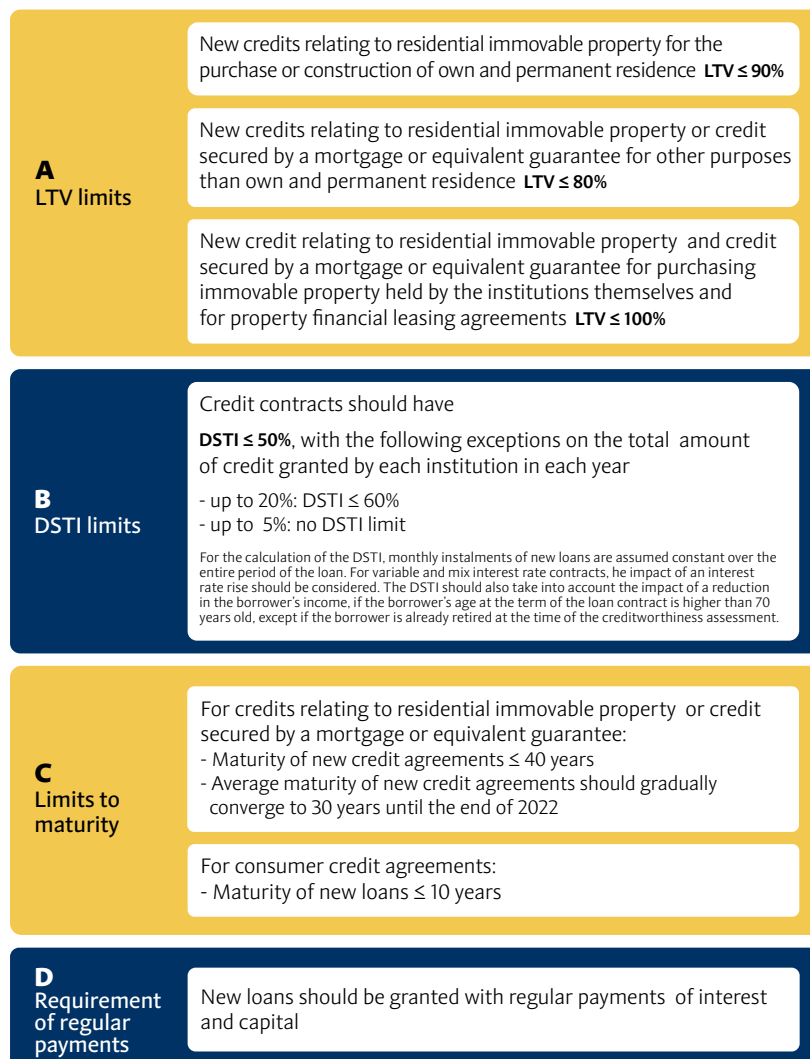 A
LTV limits
New credits relating to residential immovable property for the
purchase or construction of own and permanent residence LTV ≤ 90%
New credits relating to residential immovable property or credit
secured by a mortgage or equivalent guarantee for other purposes
than own and permanent residence LTV ≤ 80%
New credit relating to residential immovable property and credit
secured by a mortgage or equivalent guarantee for purchasing
immovable property held by the institutions themselves and
for property financial leasing agreements LTV ≤ 100%
B
DSTI limits
Credit contracts should have
DSTI ≤ 50%, with the following exceptions on the total amount
of credit granted by each institution in each year
- up to 20%: DSTI ≤ 60%
- up to 5%: no DSTI limit
For the calculation of the DSTI, monthly instalments of new loans are assumed constant over the
entire period of the loan. For variable and mix interest rate contracts, he impact of an interest
rate rise should be considered. The DSTI should also take into account the impact of a reduction
in the borrower's income, if the borrower's age at the term of the loan contract is higher than 70
years old, except if the borrower is already retired at the time of the creditworthiness assessment.
C
Limits to
maturity
For credits relating to residential immovable property or credit
secured by a mortgage or equivalent guarantee:
- Maturity of new credit agreements ≤ 40 years
- Average maturity of new credit agreements should gradually
converge to 30 years until the end of 2022
For consumer credit agreements:
- Maturity of new loans ≤ 10 years
D
Requirement
of regular
payments
New loans should be granted with regular payments of interest
and capital